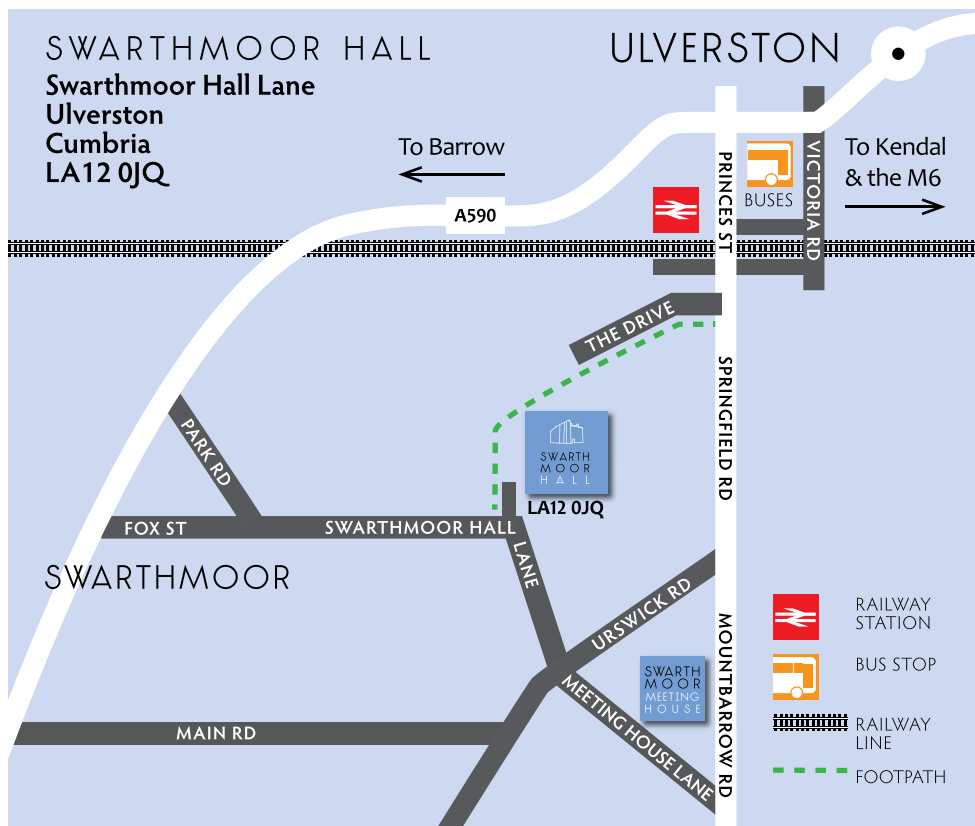 SWARTHMOOR HALL
Swarthmoor Hall Lane
Ulverston
Cumbria
LA12 0JQ
ULVERSTON
To Barrow
To Kendal
& the M6
A590
BUSES
PRINCES ST
VICTORIA RD
THE DRIVE
SPRINGFIELD RD
PARK RD
SWARTH
MOOR
HALL
LA12 0JQ
FOX ST
SWARTHMOOR HALL
LANE
SWARTHMOOR
URSWICK RD
MOUNTBARROW RD
SWARTH
MOOR
MEETING
HOUSE
MEETING HOUSE LANE
MAIN RD
RAILWAY
STATION
BUS STOP
RAILWAY
LINE
FOOTPATH